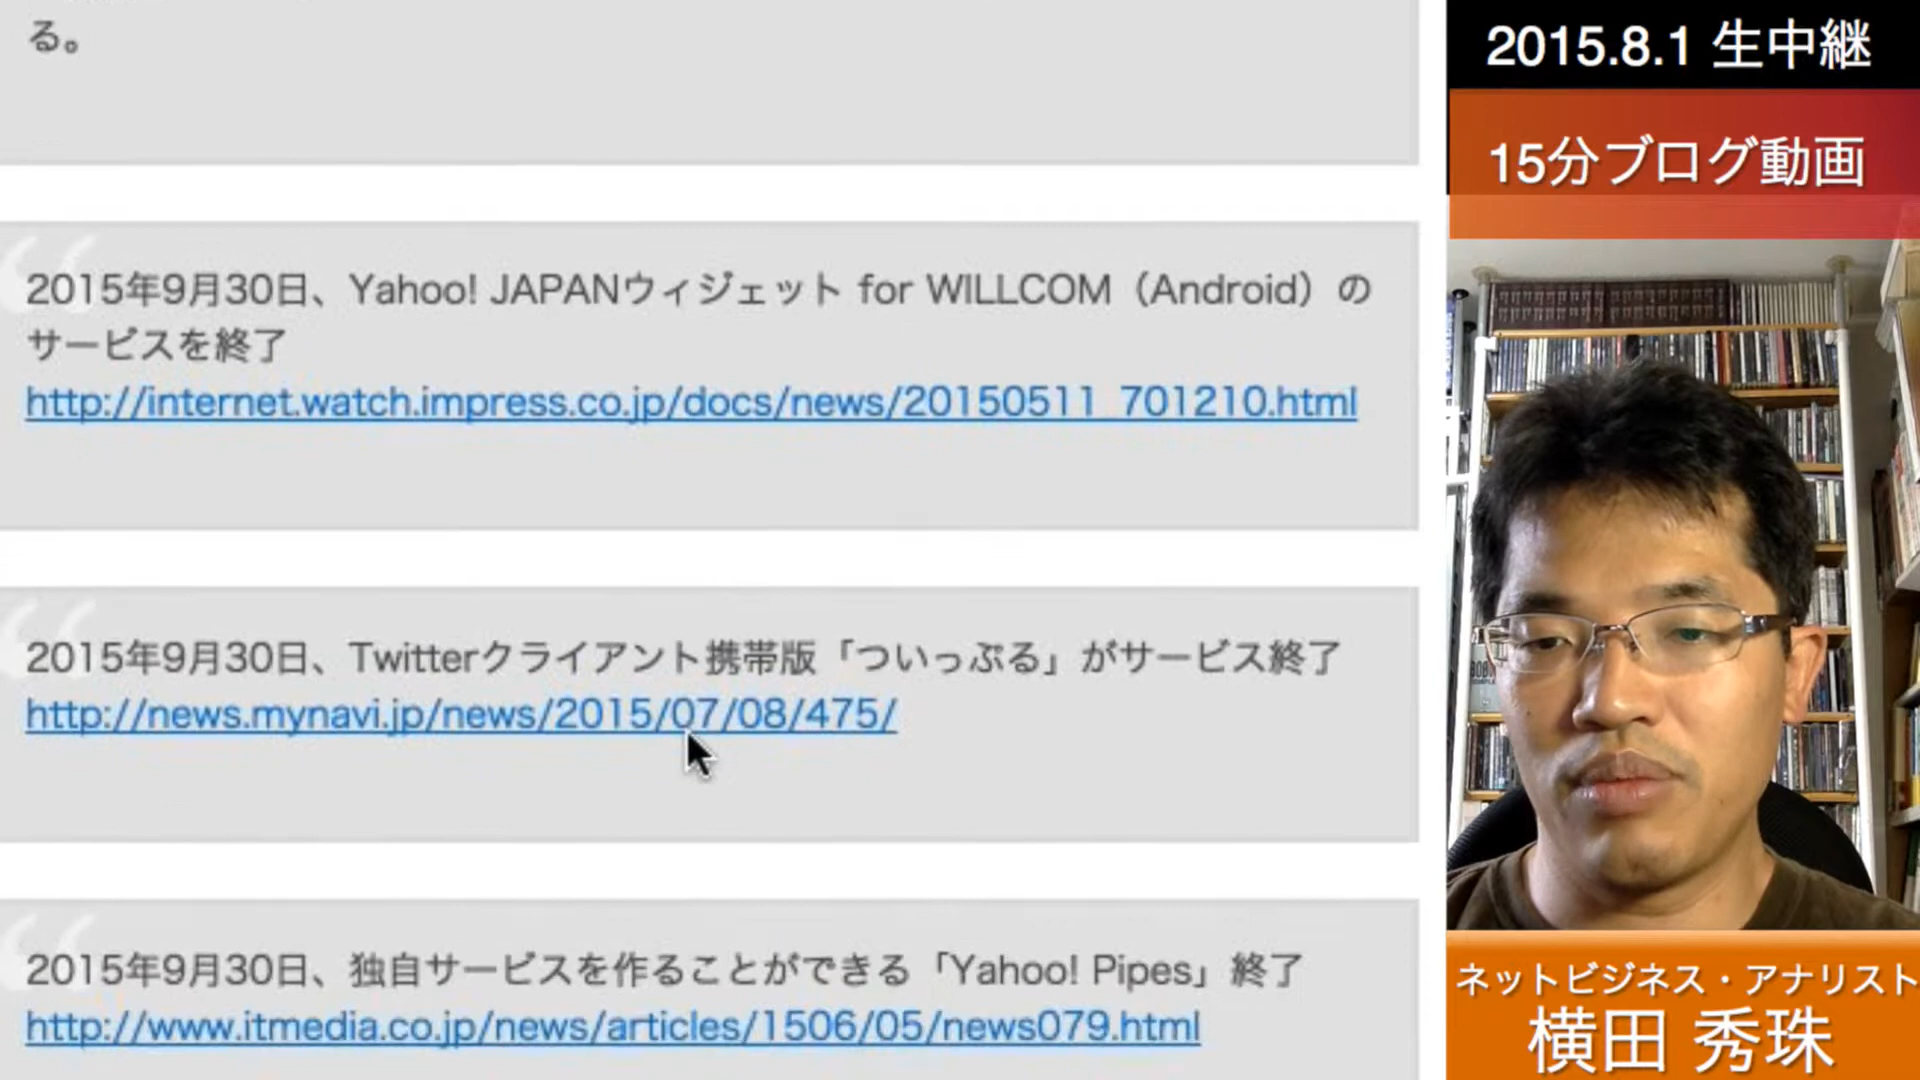 る。
2015年9月30日、Yahoo! JAPANウィジェット for WILLCOM（Android）の
サービスを終了
http://internet.watch.impress.co.jp/docs/news/20150511_701210.html
2015年9月30日、Twitterクライアント携帯版「ついっぷる」がサービス終了
http://news.mynavi.jp/news/2015/07/08/475/
2015年9月30日、独自サービスを作ることができる「Yahoo! Pipes」終了
http://www.itmedia.co.jp/news/articles/1506/05/news079.html
2015.8.1 生中継
15分ブログ動画
ネットビジネス・アナリスト
横田 秀珠